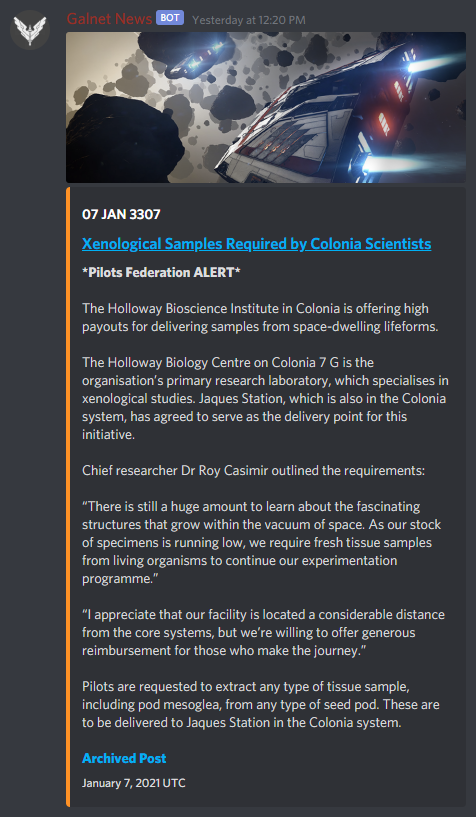 Galnet News BOT Yesterday at 12:20 PM
07 JAN 3307
Xenological Samples Required by Colonia Scientists
*Pilots Federation ALERT*
The Holloway Bioscience Institute in Colonia is offering high
payouts for delivering samples from space-dwelling lifeforms.
The Holloway Biology Centre on Colonia 7 G is the
organisation’s primary research laboratory, which specialises in
xenological studies. Jaques Station, which is also in the Colonia
system, has agreed to serve as the delivery point for this
initiative.
Chief researcher Dr Roy Casimir outlined the requirements:
“There is still a huge amount to learn about the fascinating
structures that grow within the vacuum of space. As our stock
of specimens is running low, we require fresh tissue samples
from living organisms to continue our experimentation
programme.”
“I appreciate that our facility is located a considerable distance
from the core systems, but we’re willing to offer generous
reimbursement for those who make the journey.”
Pilots are requested to extract any type of tissue sample,
including pod mesoglea, from any type of seed pod. These are
to be delivered to Jaques Station in the Colonia system.
Archived Post
January 7, 2021 UTC